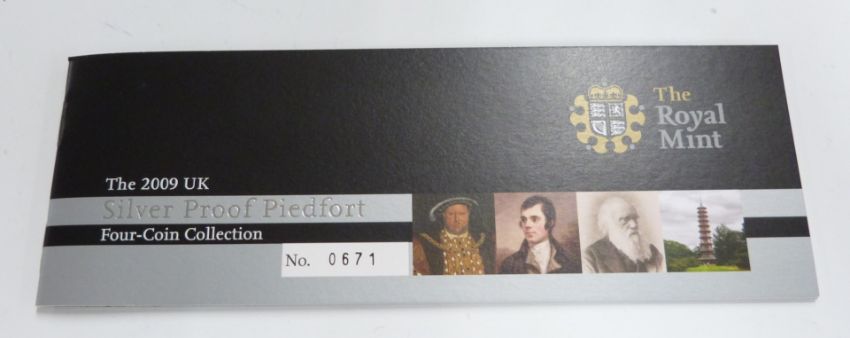 The
Royal
Mint
The 2009 UK
Silver Proof Piedfort
Four-Coin Collection
No. 0671